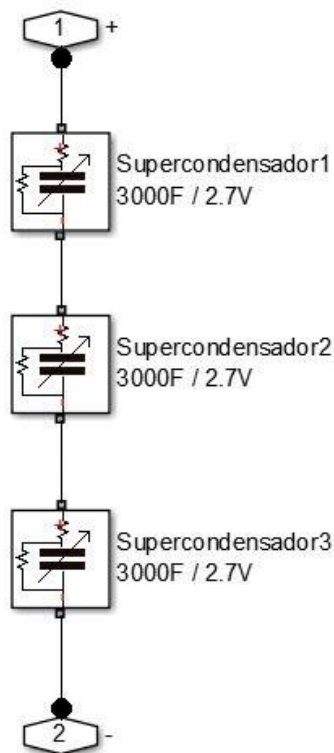 1 +
Supercondensador1
3000F / 2.7V
Supercondensador2
3000F / 2.7V
Supercondensador3
3000F / 2.7V
2 -